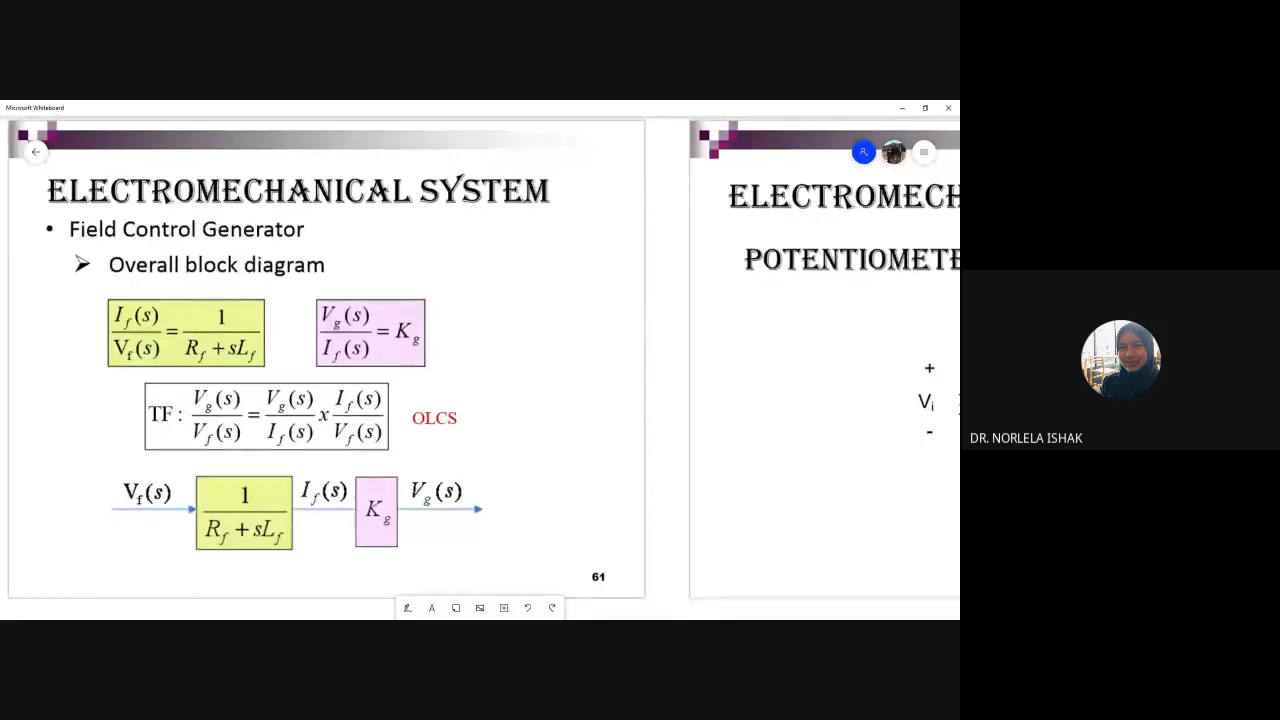 Microsoft Whiteboard
ELECTROMECHANICAL SYSTEM
• Field Control Generator
➢ Overall block diagram
I_f(s) / V_f(s) = 1 / (R_f + sL_f)
V_g(s) / I_f(s) = K_g
TF : V_g(s) / V_f(s) = V_g(s) / I_f(s) x I_f(s) / V_f(s)
OLCS
V_f(s)
1 / (R_f + sL_f)
I_f(s)
K_g
V_g(s)
61
ELECTROMECH
POTENTIOMETE
+
V_i
-
DR. NORLELA ISHAK